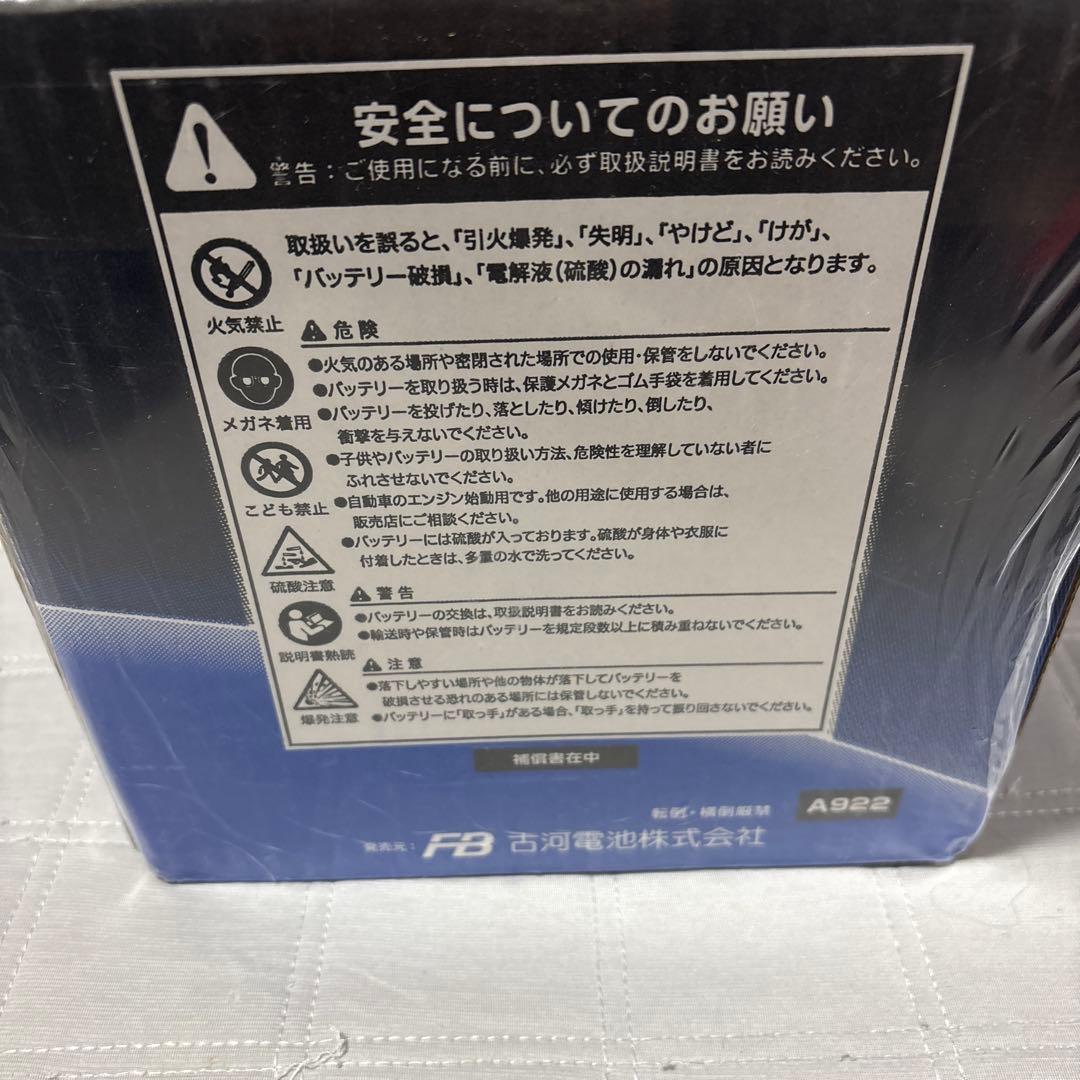 安全についてのお願い
警告：ご使用になる前に、必ず取扱説明書をお読みください。
取扱いを誤ると、「引火爆発」、「失明」、「やけど」、「けが」、
「バッテリー破損」、「電解液(硫酸)の漏れ」の原因となります。
火気禁止
危険
●火気のある場所や密閉された場所での使用・保管をしないでください。
●バッテリーを取り扱う時は、保護メガネとゴム手袋を着用してください。
メガネ着用
●バッテリーを投げたり、落としたり、傾けたり、倒したり、
衝撃を与えないでください。
●子供やバッテリーの取り扱い方法、危険性を理解していない者に
ふれさせないでください。
こども禁止
●自動車のエンジン始動用です。他の用途に使用する場合は、
販売店にご相談ください。
●バッテリーには硫酸が入っております。硫酸が身体や衣服に
付着したときは、多量の水で洗ってください。
硫酸注意
警告
●バッテリーの交換は、取扱説明書をお読みください。
●輸送時や保管時はバッテリーを規定段数以上に積み重ねないでください。
説明書熟読
注意
●落下しやすい場所や他の物体が落下してバッテリーを
破損させる恐れのある場所には保管しないでください。
●バッテリーに「取っ手」がある場合、「取っ手」を持って振り回さないでください。
爆発注意
補償書在中
転倒・横倒厳禁
A922
発売元：FB 古河電池株式会社